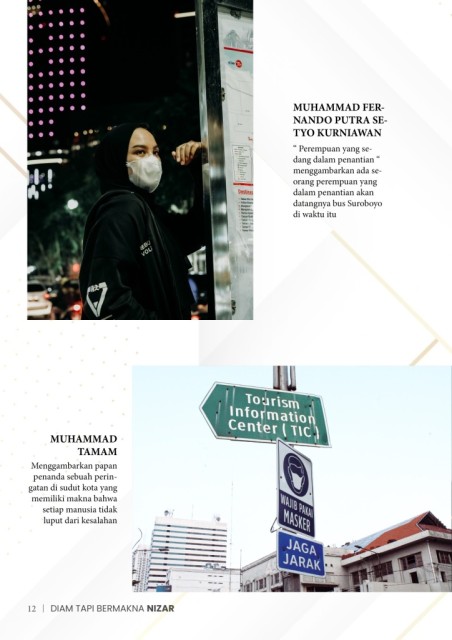 MUHAMMAD FER-
NANDO PUTRA SE-
TYO KURNIAWAN
" Perempuan yang se-
dang dalam penantian "
menggambarkan ada se-
orang perempuan yang
dalam penantian akan
datangnya bus Suroboyo
di waktu itu
Tourism
Information
Center ( TIC )
WAJIB PAKAI
MASKER
JAGA
JARAK
MUHAMMAD
TAMAM
Menggambarkan papan
penanda sebuah perin-
gatan di sudut kota yang
memiliki makna bahwa
setiap manusia tidak
luput dari kesalahan
12 | DIAM TAPI BERMAKNA NIZAR